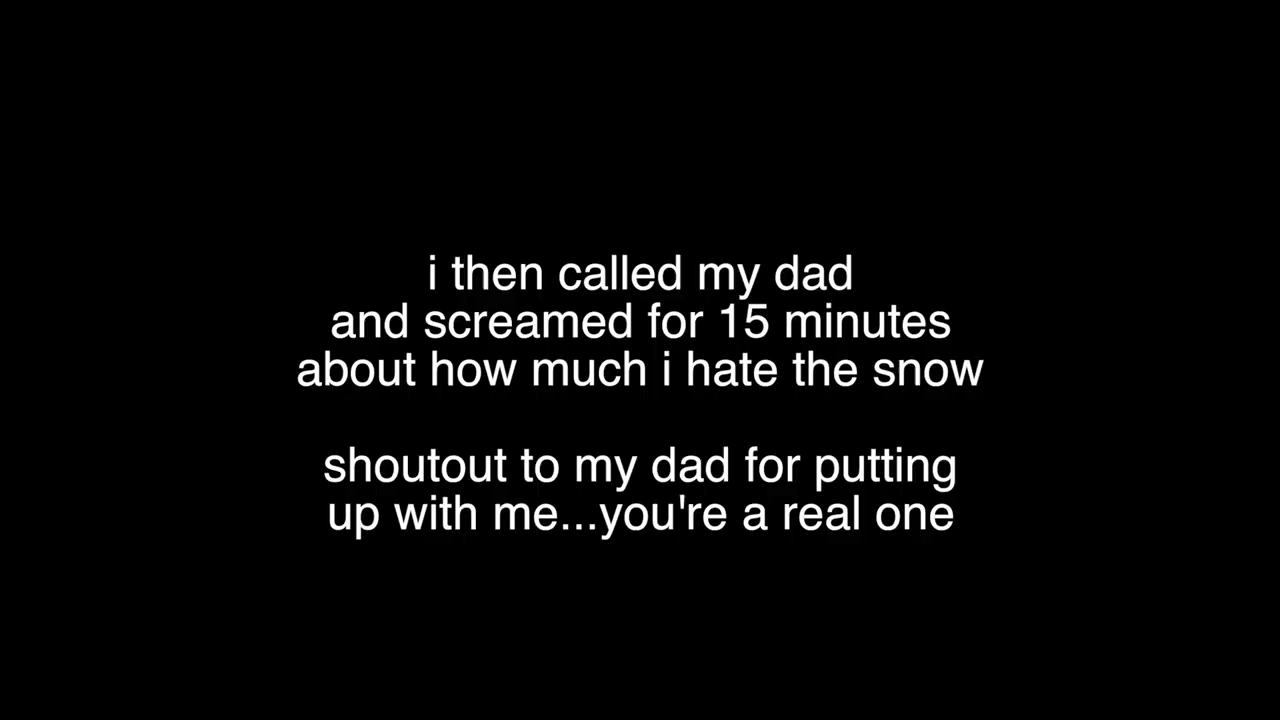 i then called my dad
and screamed for 15 minutes
about how much i hate the snow
shoutout to my dad for putting
up with me...you're a real one